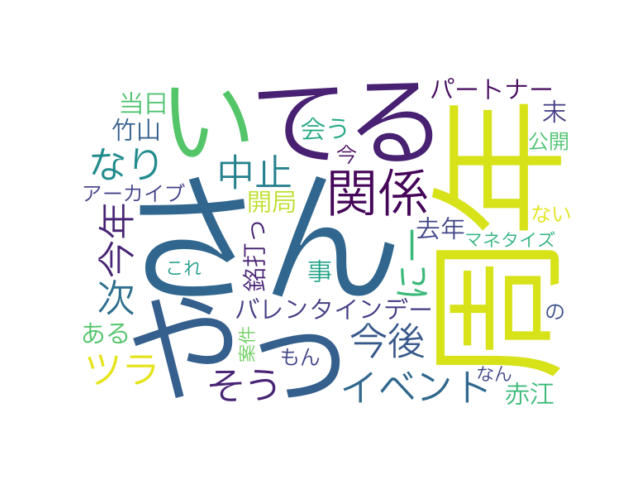 パートナー
当日
いてる
末
竹山
会う
周年
公開
なり
今
中止
関係
アーカイブ
さん
開局
去年
ない
今年
銘打っ
にー
マネタイズ
これ
事
次
やっ
バレンタインデー
の
ある
今後
案件
もん
ツラ
そう
イベント
なん
赤江